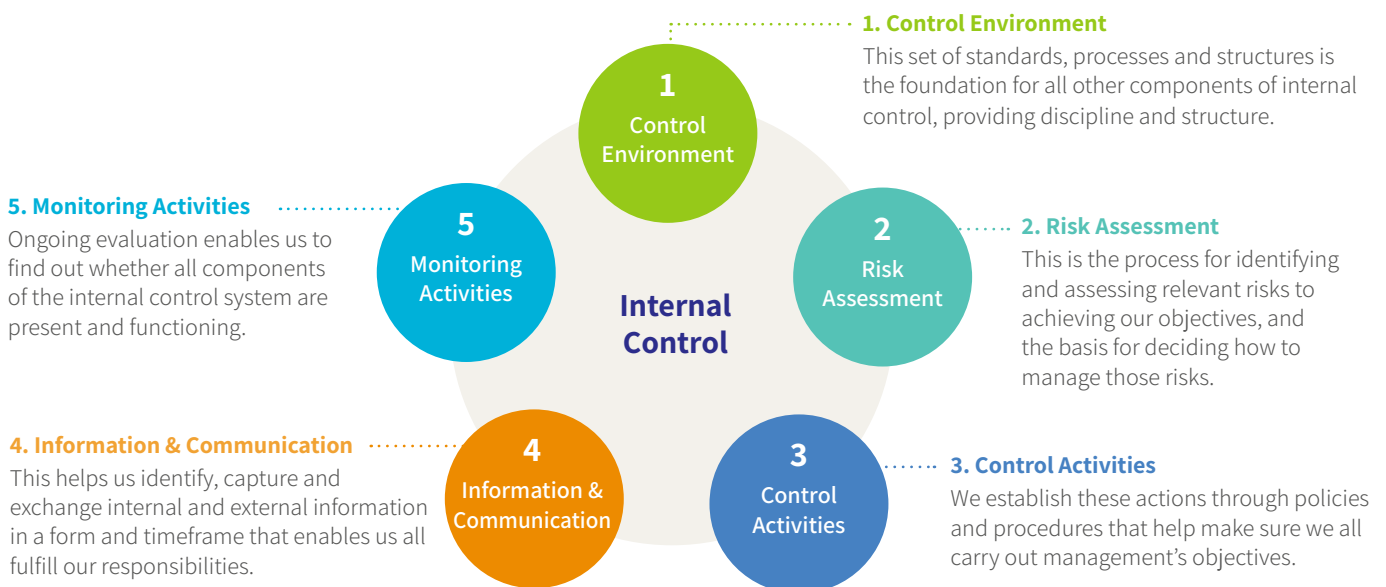 1. Control Environment
This set of standards, processes and structures is
the foundation for all other components of internal
control, providing discipline and structure.
1
Control
Environment
5. Monitoring Activities
Ongoing evaluation enables us to
find out whether all components
of the internal control system are
present and functioning.
5
Monitoring
Activities
2
Risk
Assessment
2. Risk Assessment
This is the process for identifying
and assessing relevant risks to
achieving our objectives, and
the basis for deciding how to
manage those risks.
Internal
Control
4. Information & Communication
This helps us identify, capture and
exchange internal and external information
in a form and timeframe that enables us all
fulfill our responsibilities.
4
Information &
Communication
3
Control
Activities
3. Control Activities
We establish these actions through policies
and procedures that help make sure we all
carry out management’s objectives.